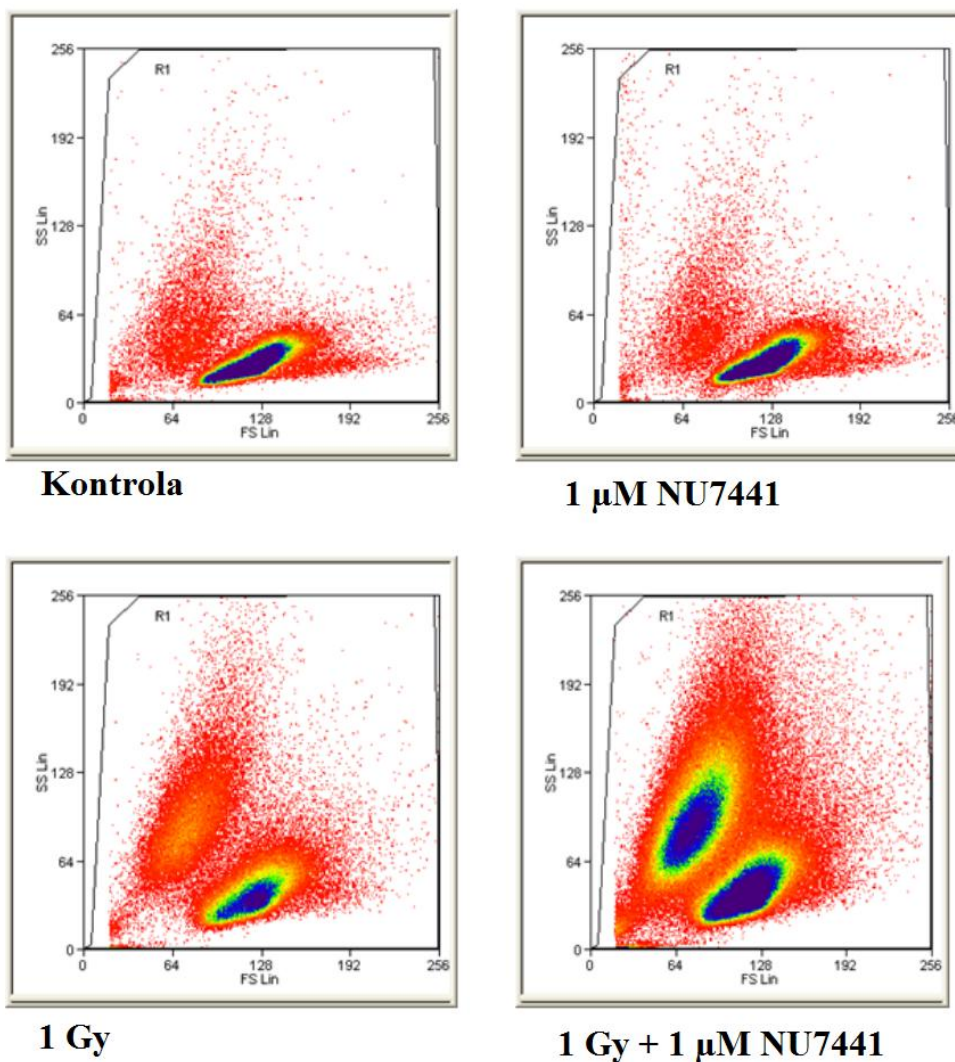 256
R1
192
128
SS Lin
64
0
0 64 128 192 256
FS Lin
Kontrola
256
R1
192
128
SS Lin
64
0
0 64 128 192 256
FS Lin
1 μM NU7441
256
R1
192
128
SS Lin
64
0
0 64 128 192 256
FS Lin
1 Gy
256
R1
192
128
SS Lin
64
0
0 64 128 192 256
FS Lin
1 Gy + 1 μM NU7441